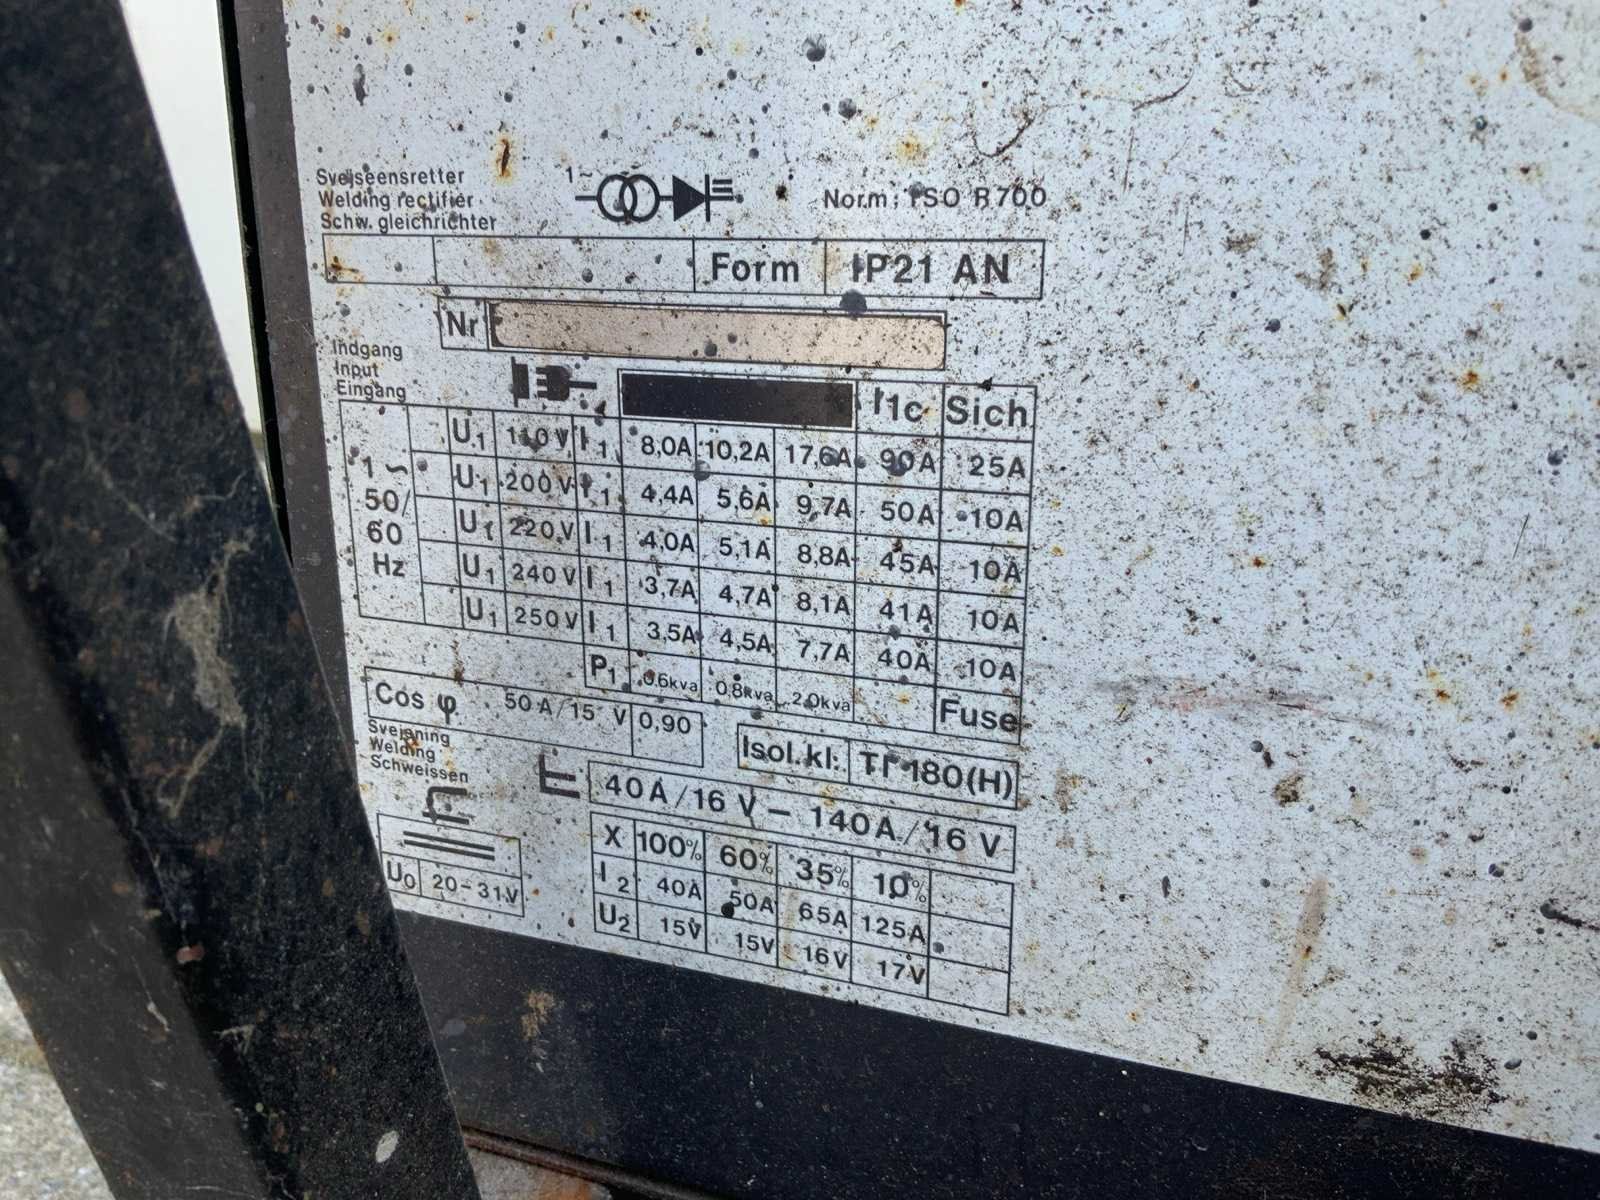 Svejseensretter
Welding rectifier
Schw. gleichrichter
1~
Norm: ISO R700
Form IP21 AN
Nr
Indgang
Input
Eingang
I1c Sich
1~ 50/60 Hz
U1 110V I1 8,0A 10,2A 17,6A 90A 25A
U1 200V I1 4,4A 5,6A 9,7A 50A 10A
U1 220V I1 4,0A 5,1A 8,8A 45A 10A
U1 240V I1 3,7A 4,7A 8,1A 41A 10A
U1 250V I1 3,5A 4,5A 7,7A 40A 10A
P1 0.6kva 0,8kva 2.0kva Fuse
Cos φ 50A/15 V 0,90
Isol.kl: TI 180(H)
Svejsning
Welding
Schweissen
40A/16 V – 140A/16 V
X 100% 60% 35% 10%
I2 40A 50A 65A 125A
U2 15V 15V 16V 17V
U0 20-31V